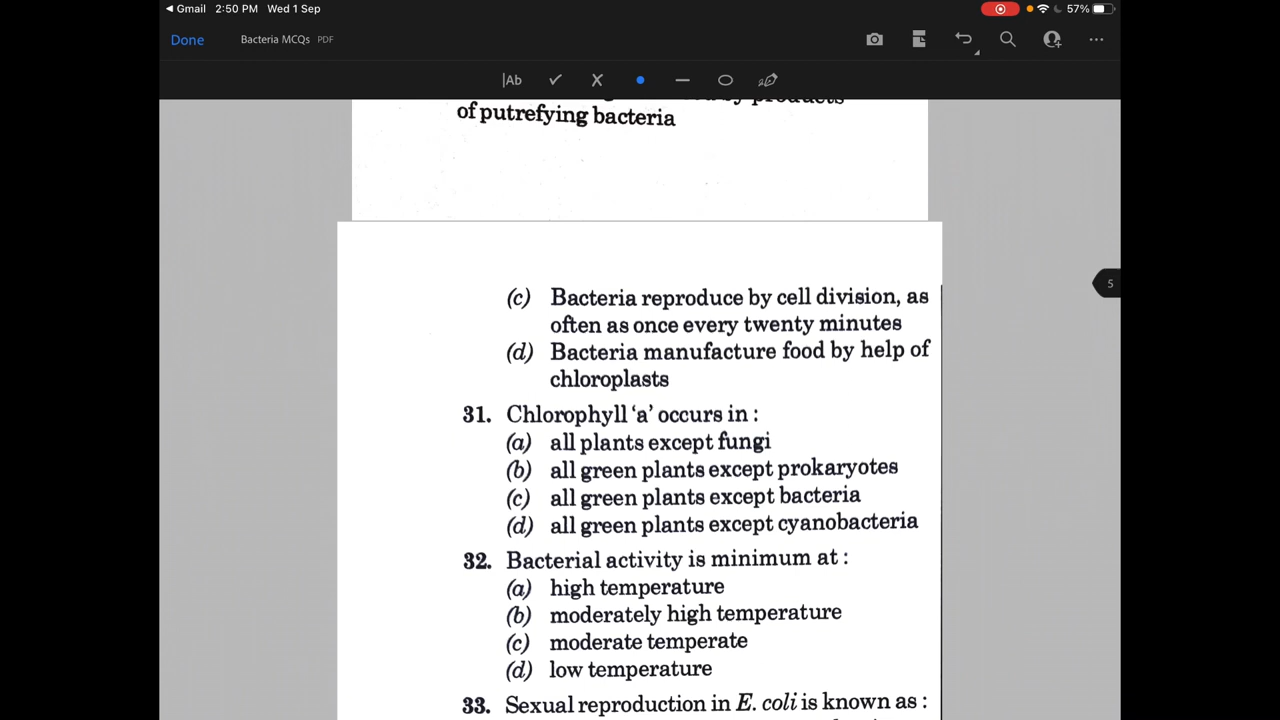 Gmail 2:50 PM Wed 1 Sep 57%
Done Bacteria MCQs PDF
|Ab
by products
of putrefying bacteria
5
(c) Bacteria reproduce by cell division, as
often as once every twenty minutes
(d) Bacteria manufacture food by help of
chloroplasts
31. Chlorophyll ‘a’ occurs in :
(a) all plants except fungi
(b) all green plants except prokaryotes
(c) all green plants except bacteria
(d) all green plants except cyanobacteria
32. Bacterial activity is minimum at :
(a) high temperature
(b) moderately high temperature
(c) moderate temperate
(d) low temperature
33. Sexual reproduction in E. coli is known as :